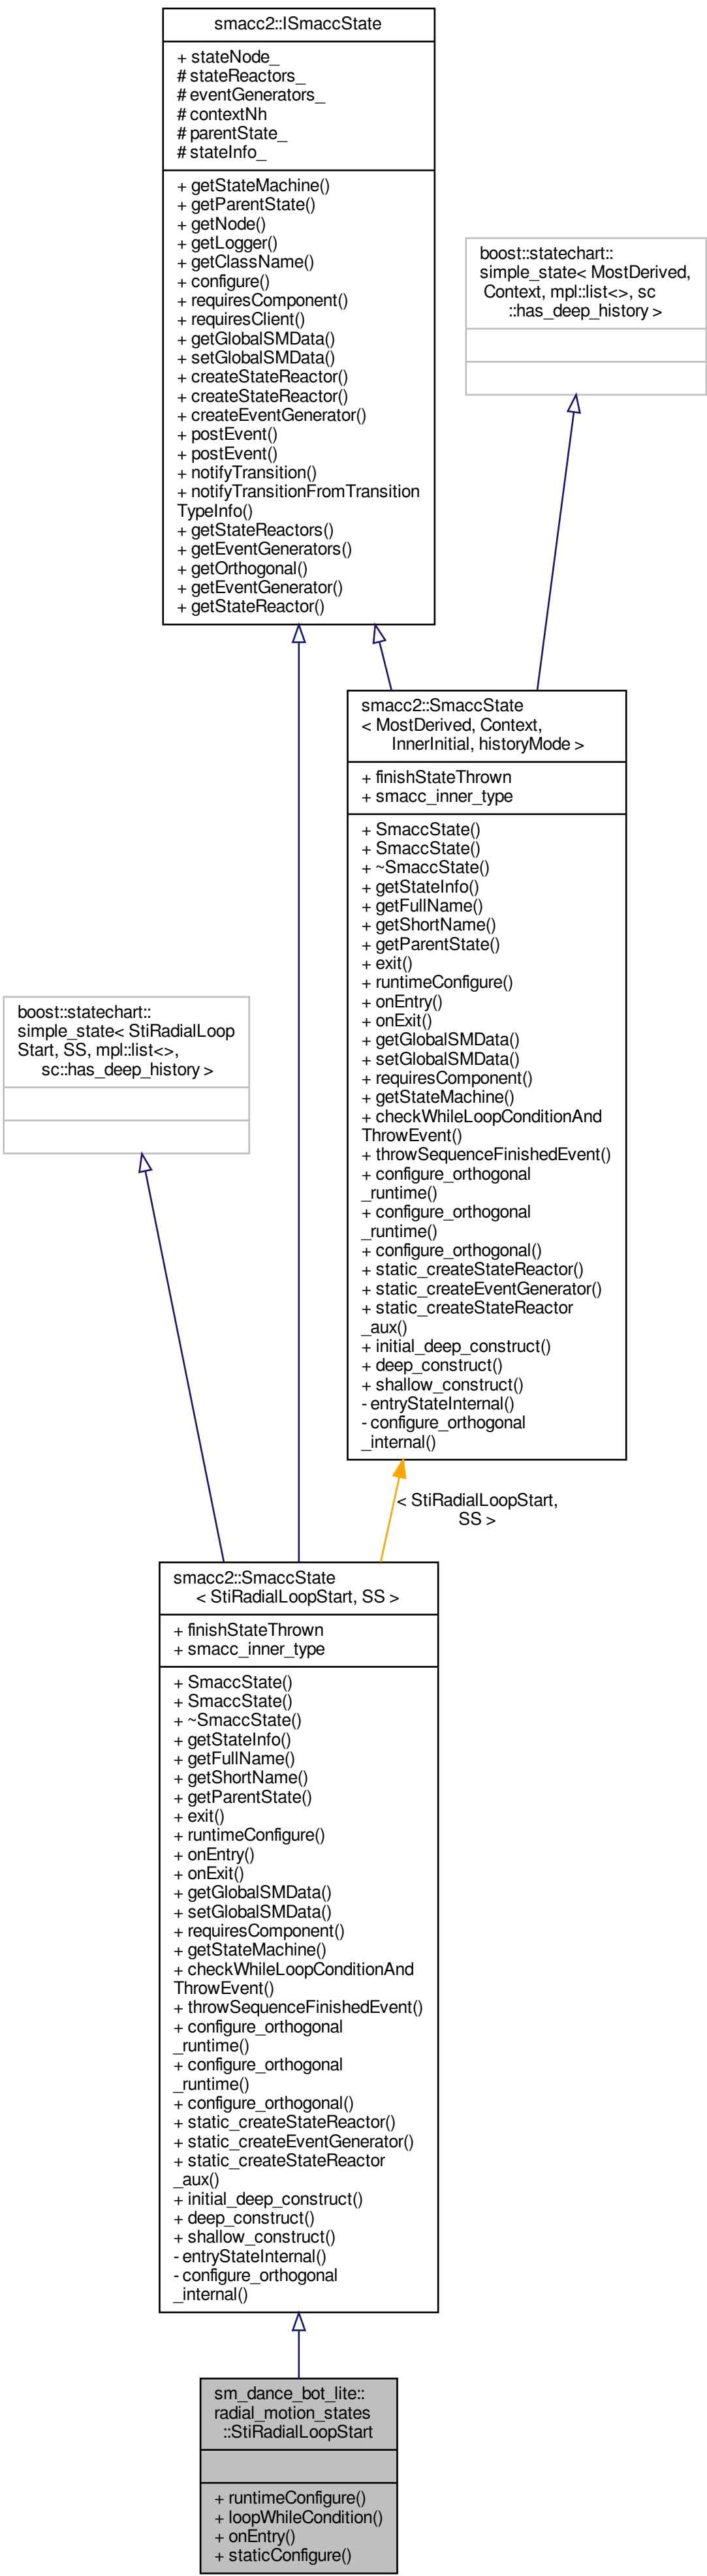 smacc2::ISmaccState
+ stateNode_
# stateReactors_
# eventGenerators_
# contextNh
# parentState_
# stateInfo_
+ getStateMachine()
+ getParentState()
+ getNode()
+ getLogger()
+ getClassName()
+ configure()
+ requiresComponent()
+ requiresClient()
+ getGlobalSMData()
+ setGlobalSMData()
+ createStateReactor()
+ createStateReactor()
+ createEventGenerator()
+ postEvent()
+ postEvent()
+ notifyTransition()
+ notifyTransitionFromTransition
TypeInfo()
+ getStateReactors()
+ getEventGenerators()
+ getOrthogonal()
+ getEventGenerator()
+ getStateReactor()
boost::statechart::
simple_state< MostDerived,
Context, mpl::list<>, sc
::has_deep_history >
smacc2::SmaccState
< MostDerived, Context,
InnerInitial, historyMode >
+ finishStateThrown
+ smacc_inner_type
+ SmaccState()
+ SmaccState()
+ ~SmaccState()
+ getStateInfo()
+ getFullName()
+ getShortName()
+ getParentState()
+ exit()
+ runtimeConfigure()
+ onEntry()
+ onExit()
+ getGlobalSMData()
+ setGlobalSMData()
+ requiresComponent()
+ getStateMachine()
+ checkWhileLoopConditionAnd
ThrowEvent()
+ throwSequenceFinishedEvent()
+ configure_orthogonal
_runtime()
+ configure_orthogonal
_runtime()
+ configure_orthogonal()
+ static_createStateReactor()
+ static_createEventGenerator()
+ static_createStateReactor
_aux()
+ initial_deep_construct()
+ deep_construct()
+ shallow_construct()
- entryStateInternal()
- configure_orthogonal
_internal()
boost::statechart::
simple_state< StiRadialLoop
Start, SS, mpl::list<>,
sc::has_deep_history >
< StiRadialLoopStart,
SS >
smacc2::SmaccState
< StiRadialLoopStart, SS >
+ finishStateThrown
+ smacc_inner_type
+ SmaccState()
+ SmaccState()
+ ~SmaccState()
+ getStateInfo()
+ getFullName()
+ getShortName()
+ getParentState()
+ exit()
+ runtimeConfigure()
+ onEntry()
+ onExit()
+ getGlobalSMData()
+ setGlobalSMData()
+ requiresComponent()
+ getStateMachine()
+ checkWhileLoopConditionAnd
ThrowEvent()
+ throwSequenceFinishedEvent()
+ configure_orthogonal
_runtime()
+ configure_orthogonal
_runtime()
+ configure_orthogonal()
+ static_createStateReactor()
+ static_createEventGenerator()
+ static_createStateReactor
_aux()
+ initial_deep_construct()
+ deep_construct()
+ shallow_construct()
- entryStateInternal()
- configure_orthogonal
_internal()
sm_dance_bot_lite::
radial_motion_states
::StiRadialLoopStart
+ runtimeConfigure()
+ loopWhileCondition()
+ onEntry()
+ staticConfigure()